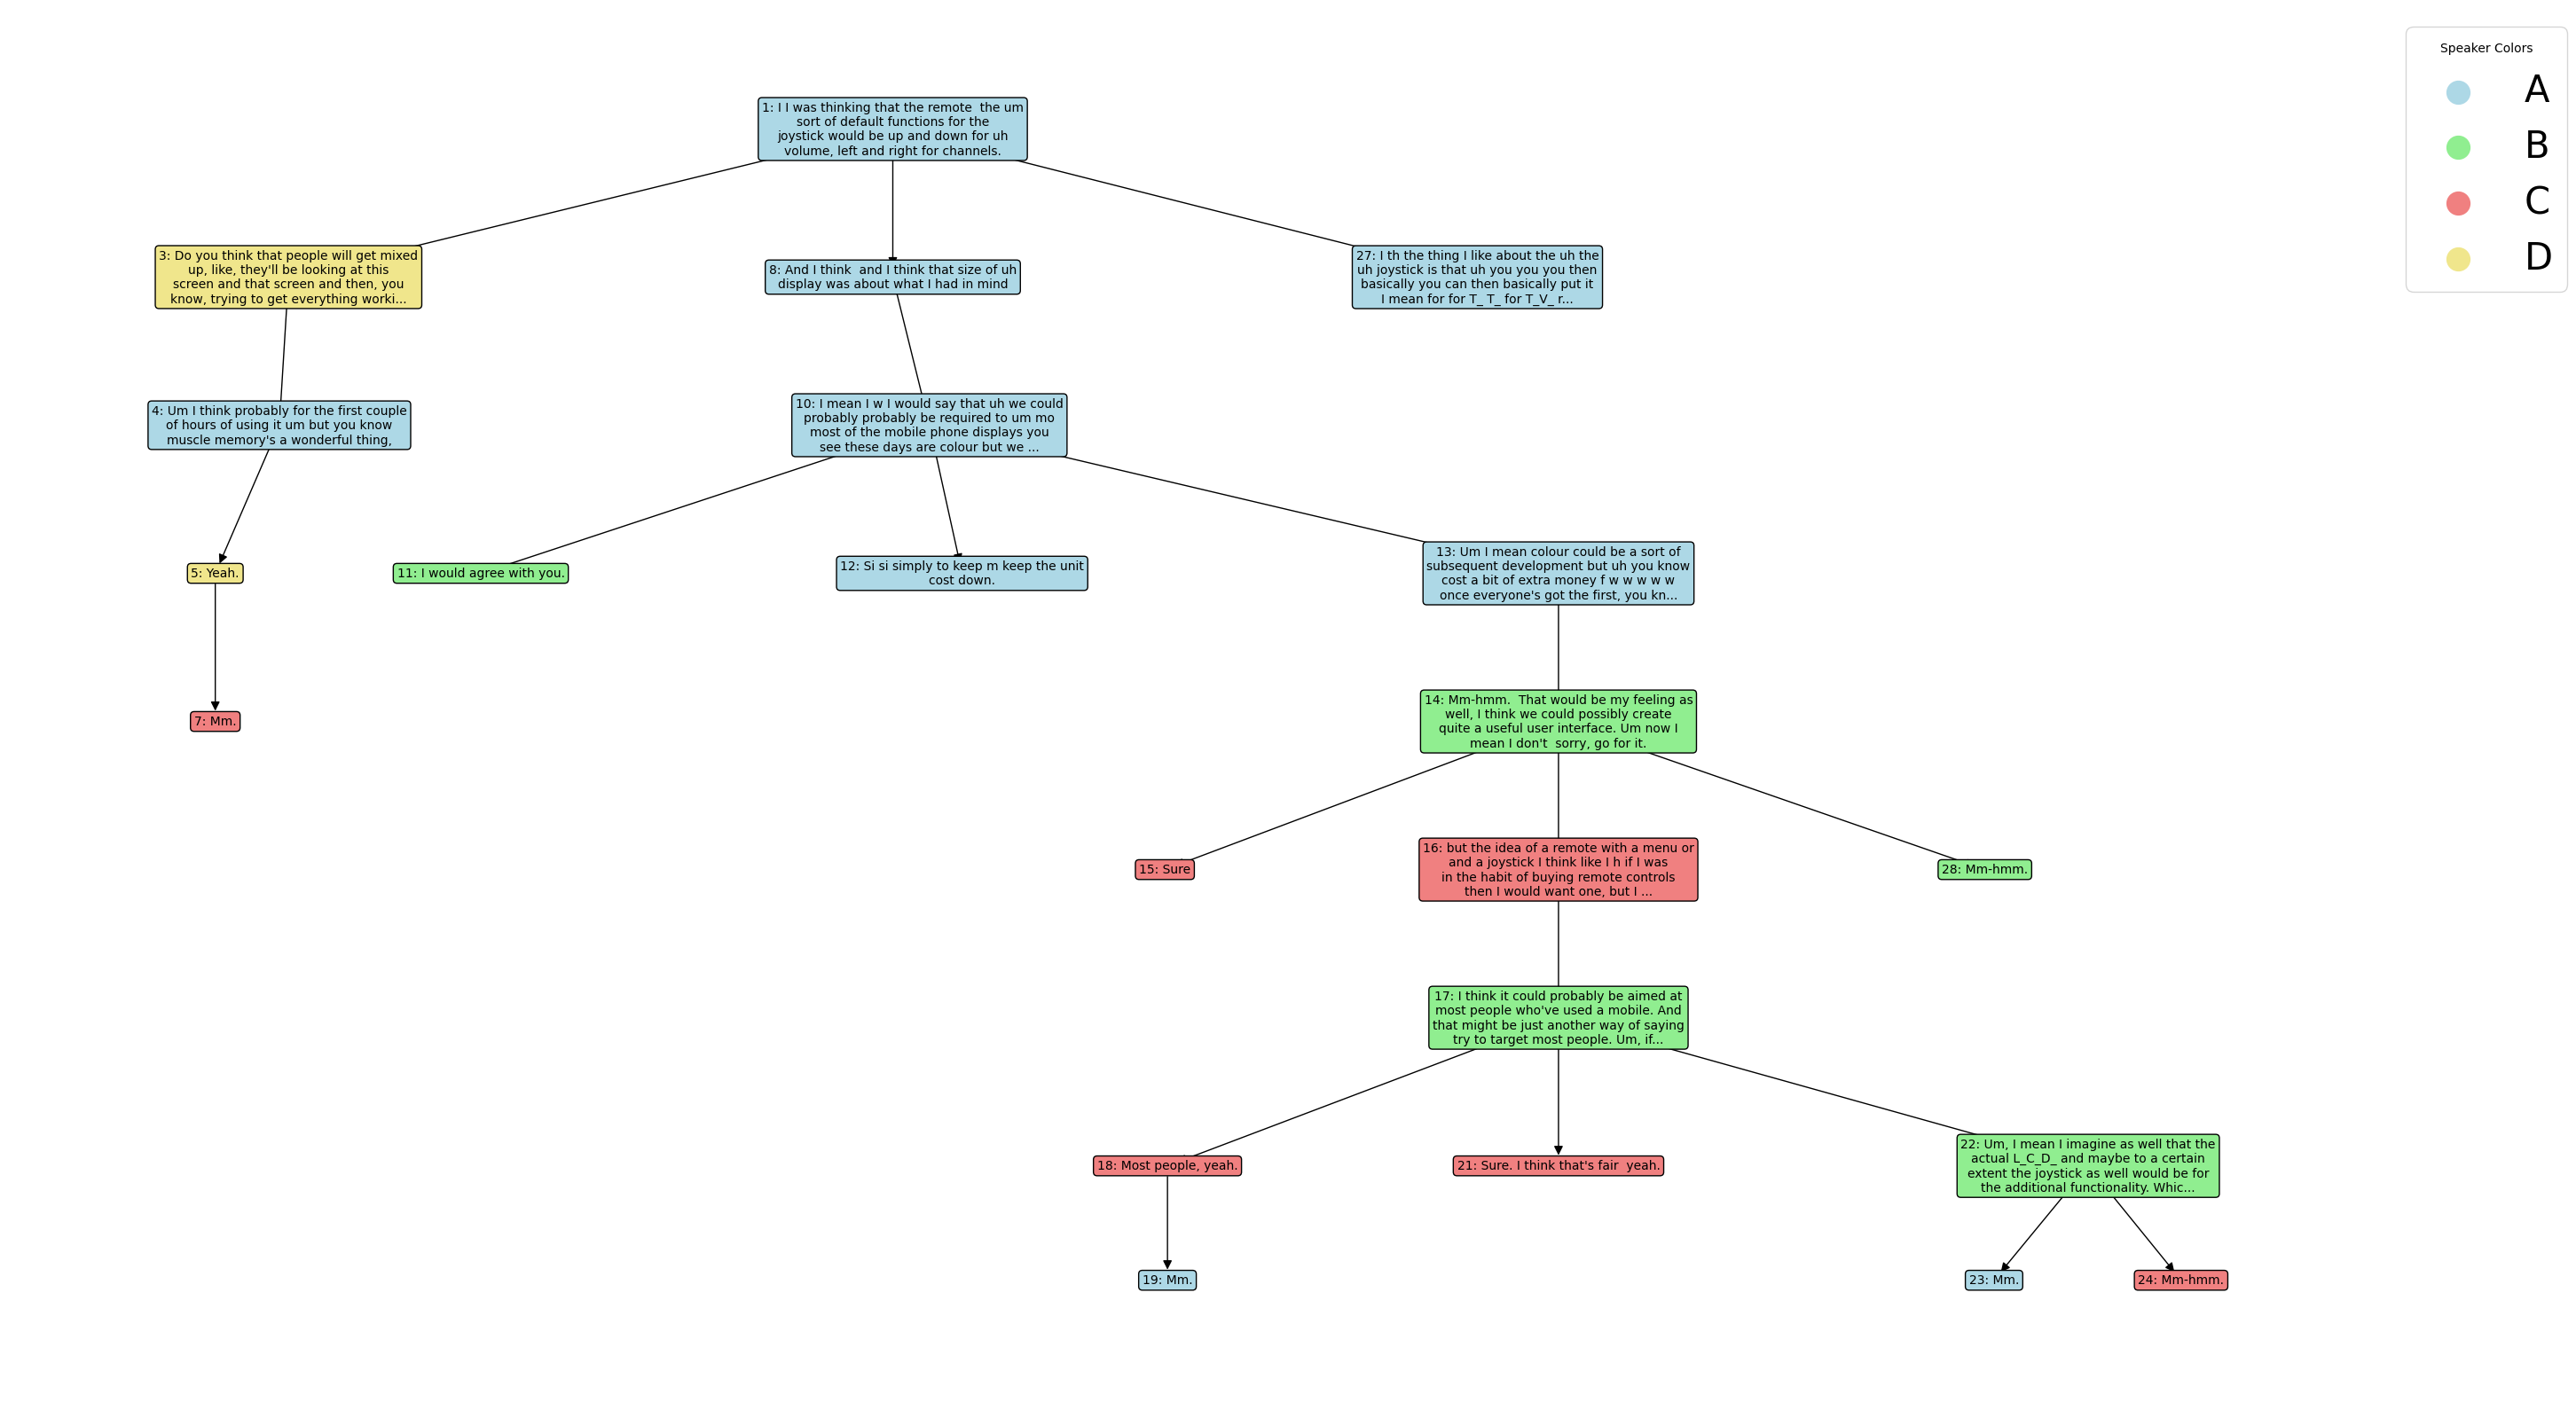 Speaker Colors
A
B
C
D
1: I I was thinking that the remote  the um
sort of default functions for the
joystick would be up and down for uh
volume, left and right for channels.
3: Do you think that people will get mixed
up, like, they'll be looking at this
screen and that screen and then, you
know, trying to get everything worki...
8: And I think  and I think that size of uh
display was about what I had in mind
27: I th the thing I like about the uh the
uh joystick is that uh you you you then
basically you can then basically put it
I mean for for T_ T_ for T_V_ r...
4: Um I think probably for the first couple
of hours of using it um but you know
muscle memory's a wonderful thing,
10: I mean I w I would say that uh we could
probably probably be required to um mo
most of the mobile phone displays you
see these days are colour but we ...
5: Yeah.
11: I would agree with you.
12: Si si simply to keep m keep the unit
cost down.
13: Um I mean colour could be a sort of
subsequent development but uh you know
cost a bit of extra money f w w w w w
once everyone's got the first, you kn...
7: Mm.
14: Mm-hmm.  That would be my feeling as
well, I think we could possibly create
quite a useful user interface. Um now I
mean I don't  sorry, go for it.
15: Sure
16: but the idea of a remote with a menu or
and a joystick I think like I h if I was
in the habit of buying remote controls
then I would want one, but I ...
28: Mm-hmm.
17: I think it could probably be aimed at
most people who've used a mobile. And
that might be just another way of saying
try to target most people. Um, if...
18: Most people, yeah.
21: Sure. I think that's fair  yeah.
22: Um, I mean I imagine as well that the
actual L_C_D_ and maybe to a certain
extent the joystick as well would be for
the additional functionality. Whic...
19: Mm.
23: Mm.
24: Mm-hmm.